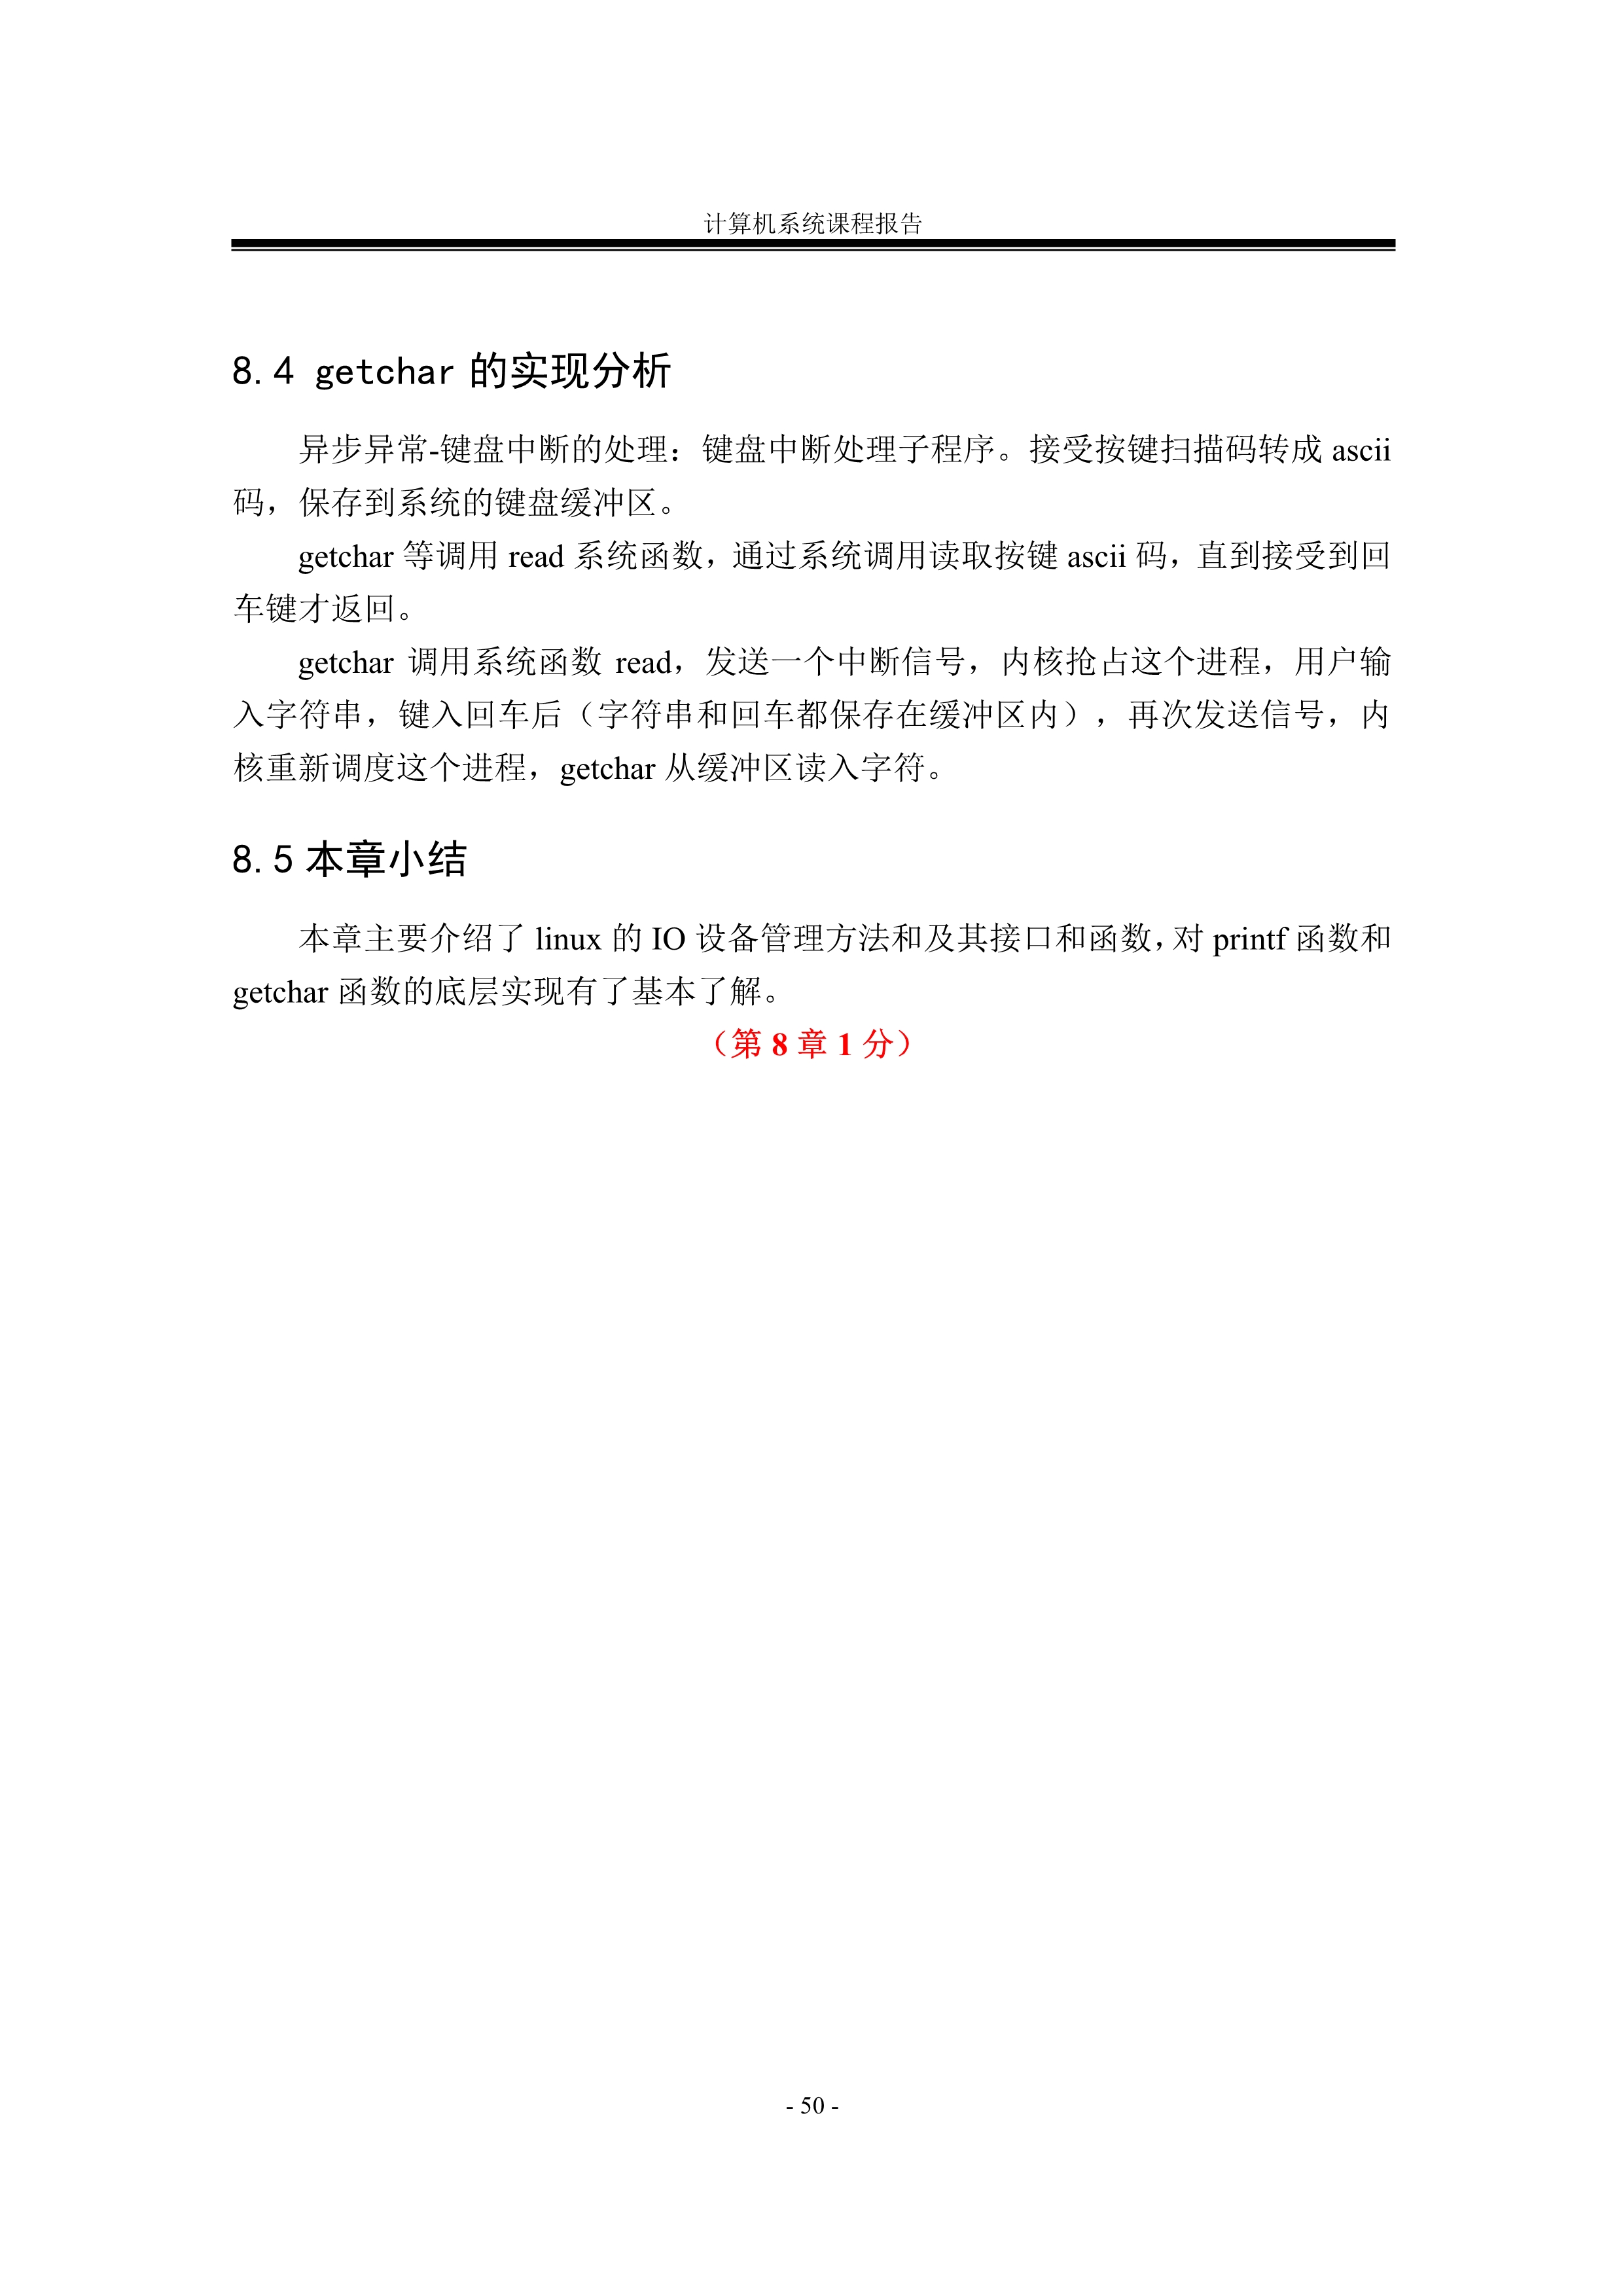 计算机系统课程报告
8.4 getchar 的实现分析
异步异常-键盘中断的处理：键盘中断处理子程序。接受按键扫描码转成 ascii
码，保存到系统的键盘缓冲区。
getchar 等调用 read 系统函数，通过系统调用读取按键 ascii 码，直到接受到回
车键才返回。
getchar 调用系统函数 read，发送一个中断信号，内核抢占这个进程，用户输
入字符串，键入回车后（字符串和回车都保存在缓冲区内），再次发送信号，内
核重新调度这个进程，getchar 从缓冲区读入字符。
8.5 本章小结
本章主要介绍了 linux 的 IO 设备管理方法和及其接口和函数，对 printf 函数和
getchar 函数的底层实现有了基本了解。
（第 8 章 1 分）
- 50 -